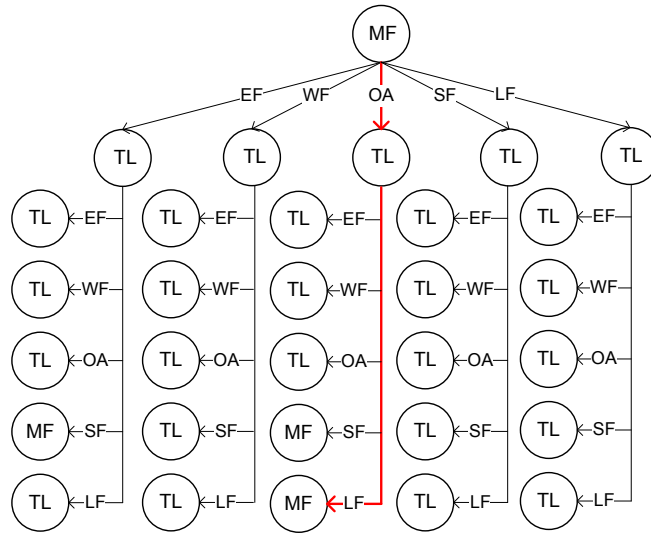 MF
EF WF OA SF LF
TL TL TL TL TL
TL EF TL EF TL EF TL EF TL EF
TL WF TL WF TL WF TL WF TL WF
TL OA TL OA TL OA TL OA TL OA
MF SF TL SF MF SF TL SF TL SF
TL LF TL LF MF LF TL LF TL LF